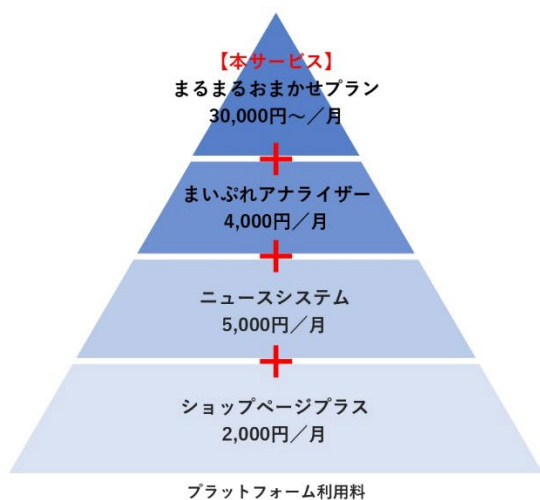 【本サービス】
まるまるおまかせプラン
30,000円～／月
+
まいぷれアナライザー
4,000円／月
+
ニュースシステム
5,000円／月
+
ショップページプラス
2,000円／月
プラットフォーム利用料